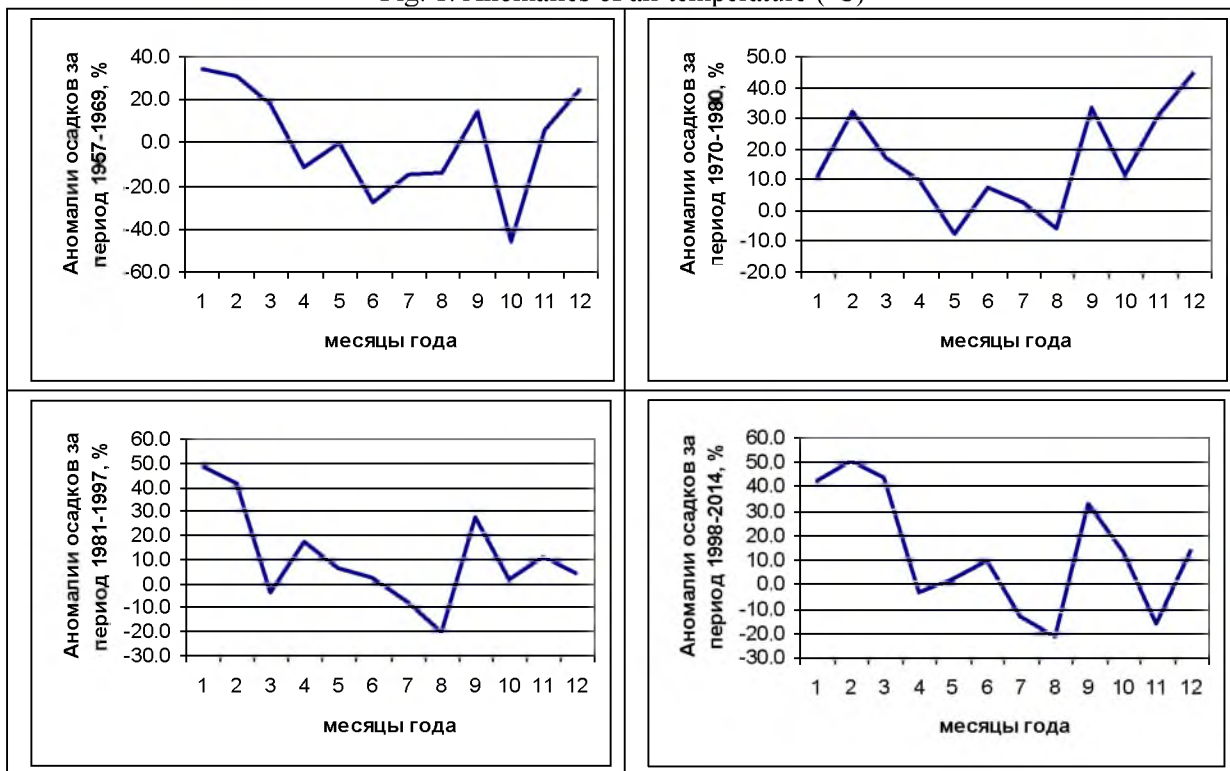 Fig. 1. Anomalies of air temperature (°C)
Аномалии осадков за
период 1957-1969, %
40.0
20.0
0.0
-20.0
-40.0
-60.0
1 2 3 4 5 6 7 8 9 10 11 12
месяцы года
Аномалии осадков за
период 1970-1980, %
50.0
40.0
30.0
20.0
10.0
0.0
-10.0
-20.0
1 2 3 4 5 6 7 8 9 10 11 12
месяцы года
Аномалии осадков за
период 1981-1997, %
60.0
50.0
40.0
30.0
20.0
10.0
0.0
-10.0
-20.0
-30.0
1 2 3 4 5 6 7 8 9 10 11 12
месяцы года
Аномалии осадков за
период 1998-2014, %
60.0
50.0
40.0
30.0
20.0
10.0
0.0
-10.0
-20.0
-30.0
1 2 3 4 5 6 7 8 9 10 11 12
месяцы года